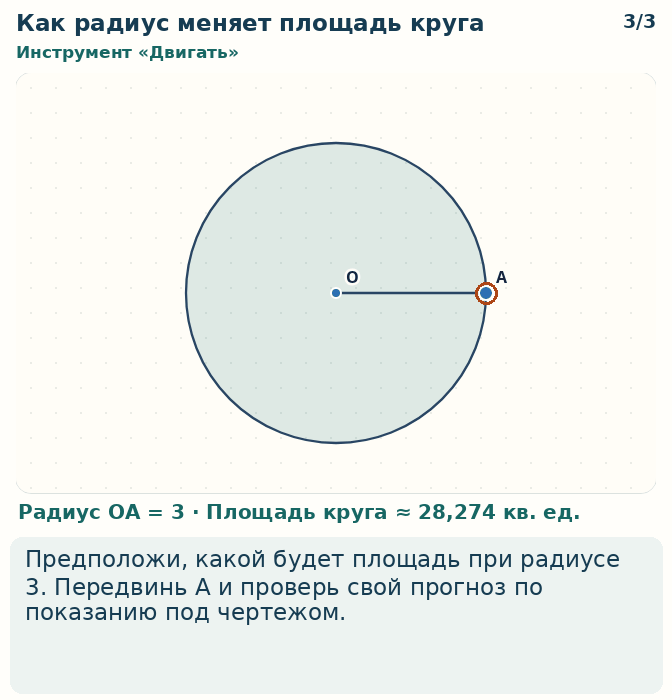 Как радиус меняет площадь круга
3/3
Инструмент «Двигать»
O
A
Радиус OA = 3 · Площадь круга ≈ 28,274 кв. ед.
Предположи, какой будет площадь при радиусе
3. Передвинь A и проверь свой прогноз по
показанию под чертежом.